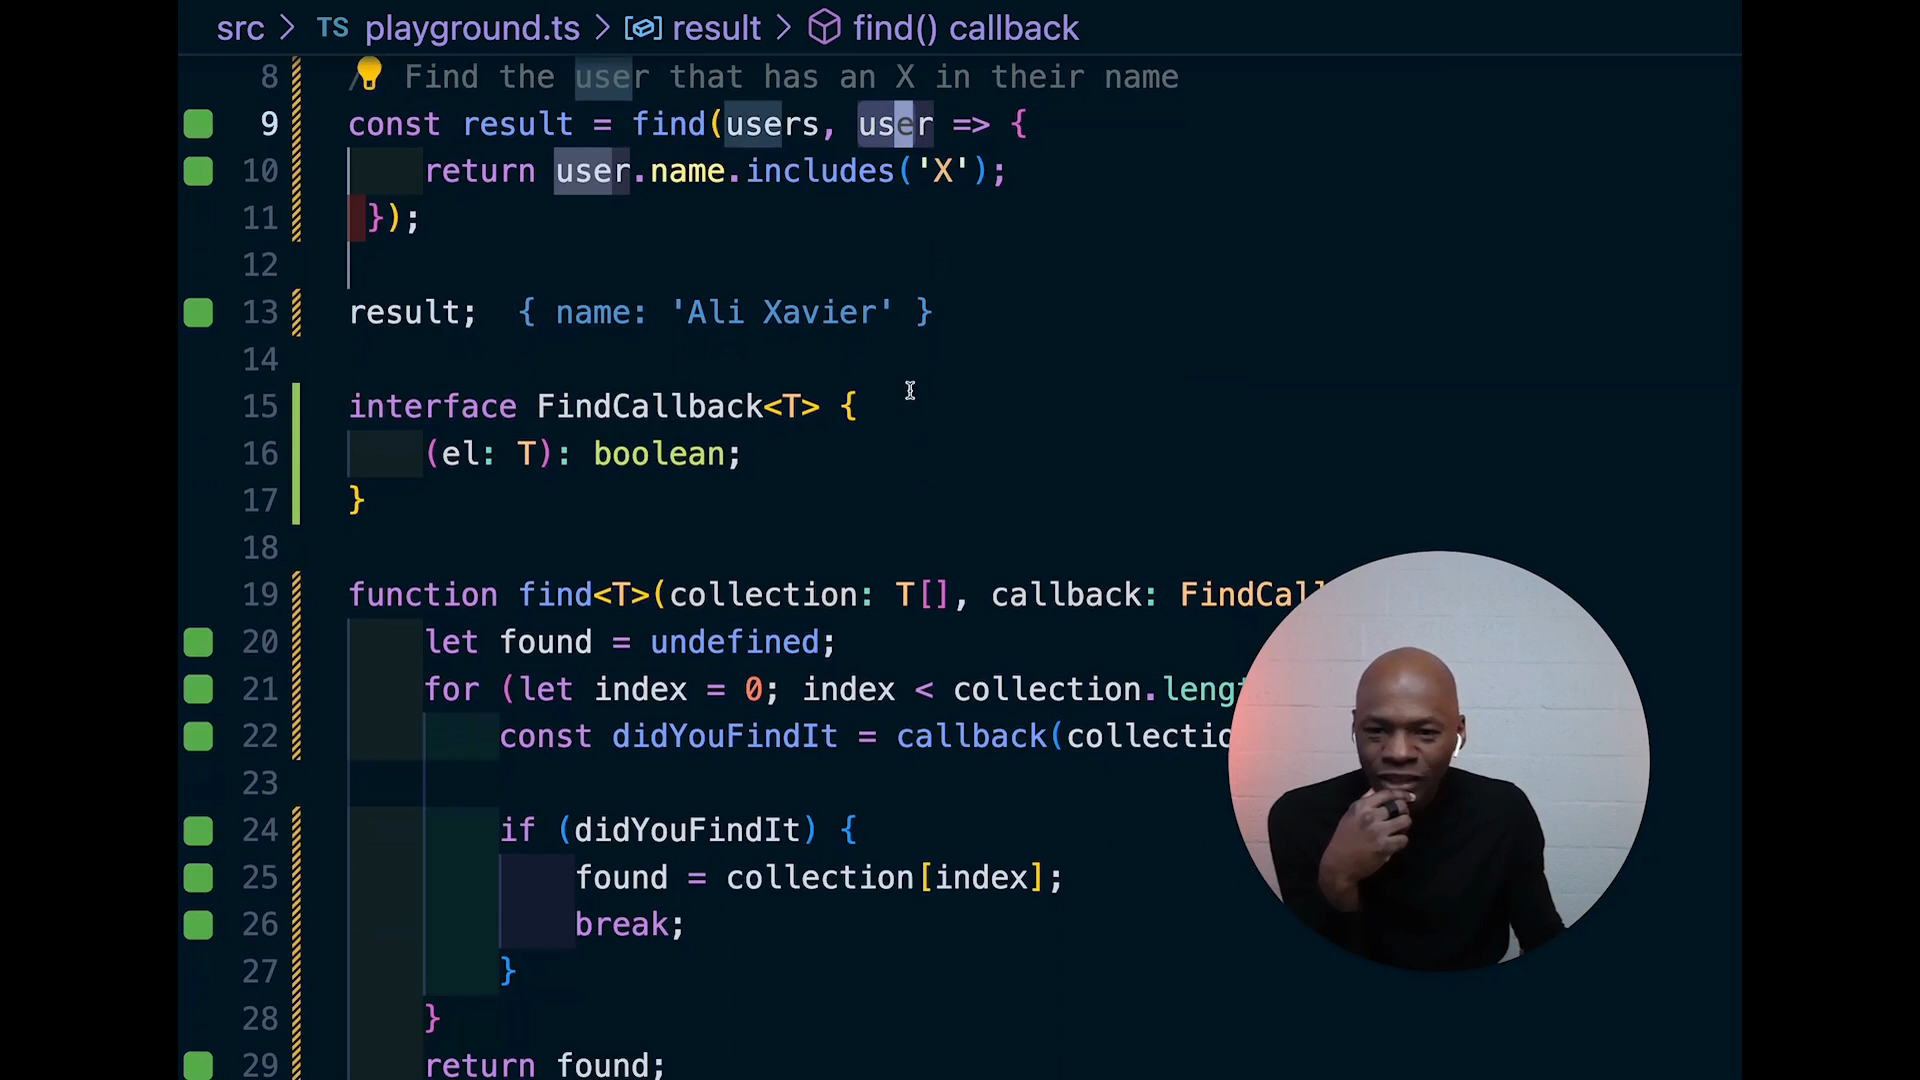 src > TS playground.ts > result > find() callback
8 / Find the user that has an X in their name
9 const result = find(users, user => {
10 return user.name.includes('X');
11 });
12
13 result; { name: 'Ali Xavier' }
14
15 interface FindCallback<T> {
16 (el: T): boolean;
17 }
18
19 function find<T>(collection: T[], callback: FindCall
20 let found = undefined;
21 for (let index = 0; index < collection.leng
22 const didYouFindIt = callback(collectio
23
24 if (didYouFindIt) {
25 found = collection[index];
26 break;
27 }
28 }
29 return found;